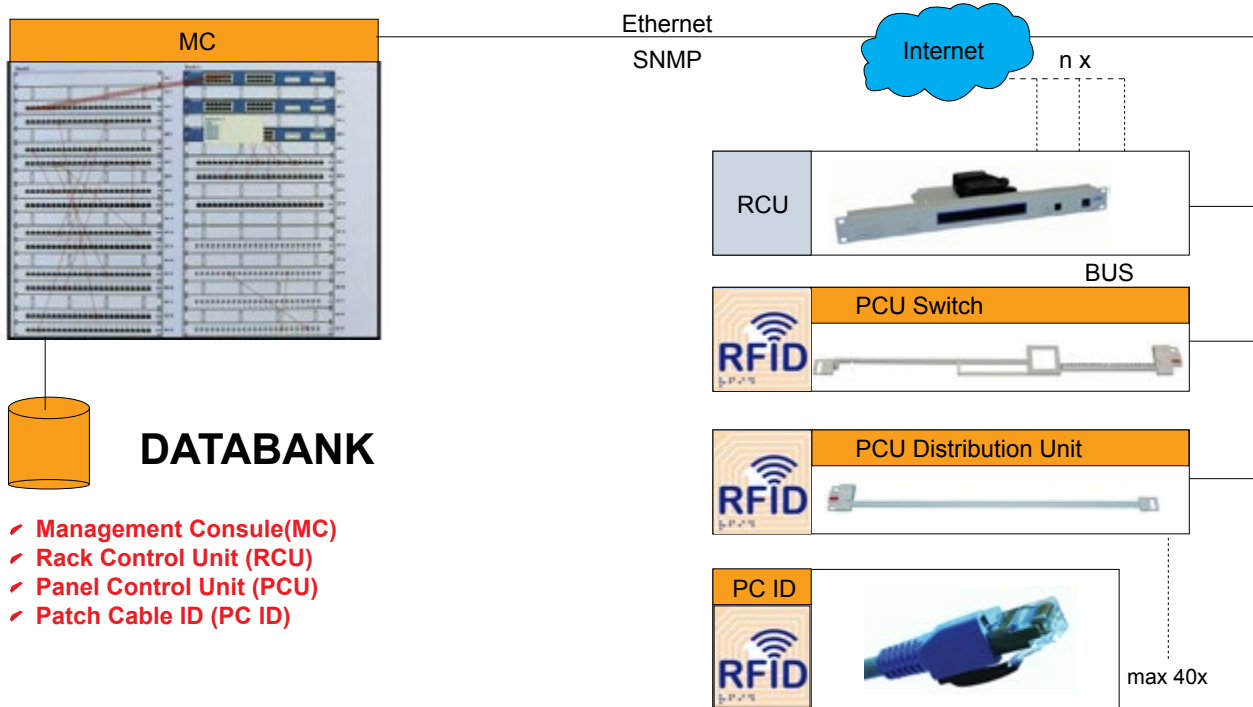 MC
Ethernet
SNMP
Internet
n x
RCU
BUS
PCU Switch
RFID
PCU Distribution Unit
RFID
PC ID
RFID
max 40x
DATABANK
Management Consule(MC)
Rack Control Unit (RCU)
Panel Control Unit (PCU)
Patch Cable ID (PC ID)